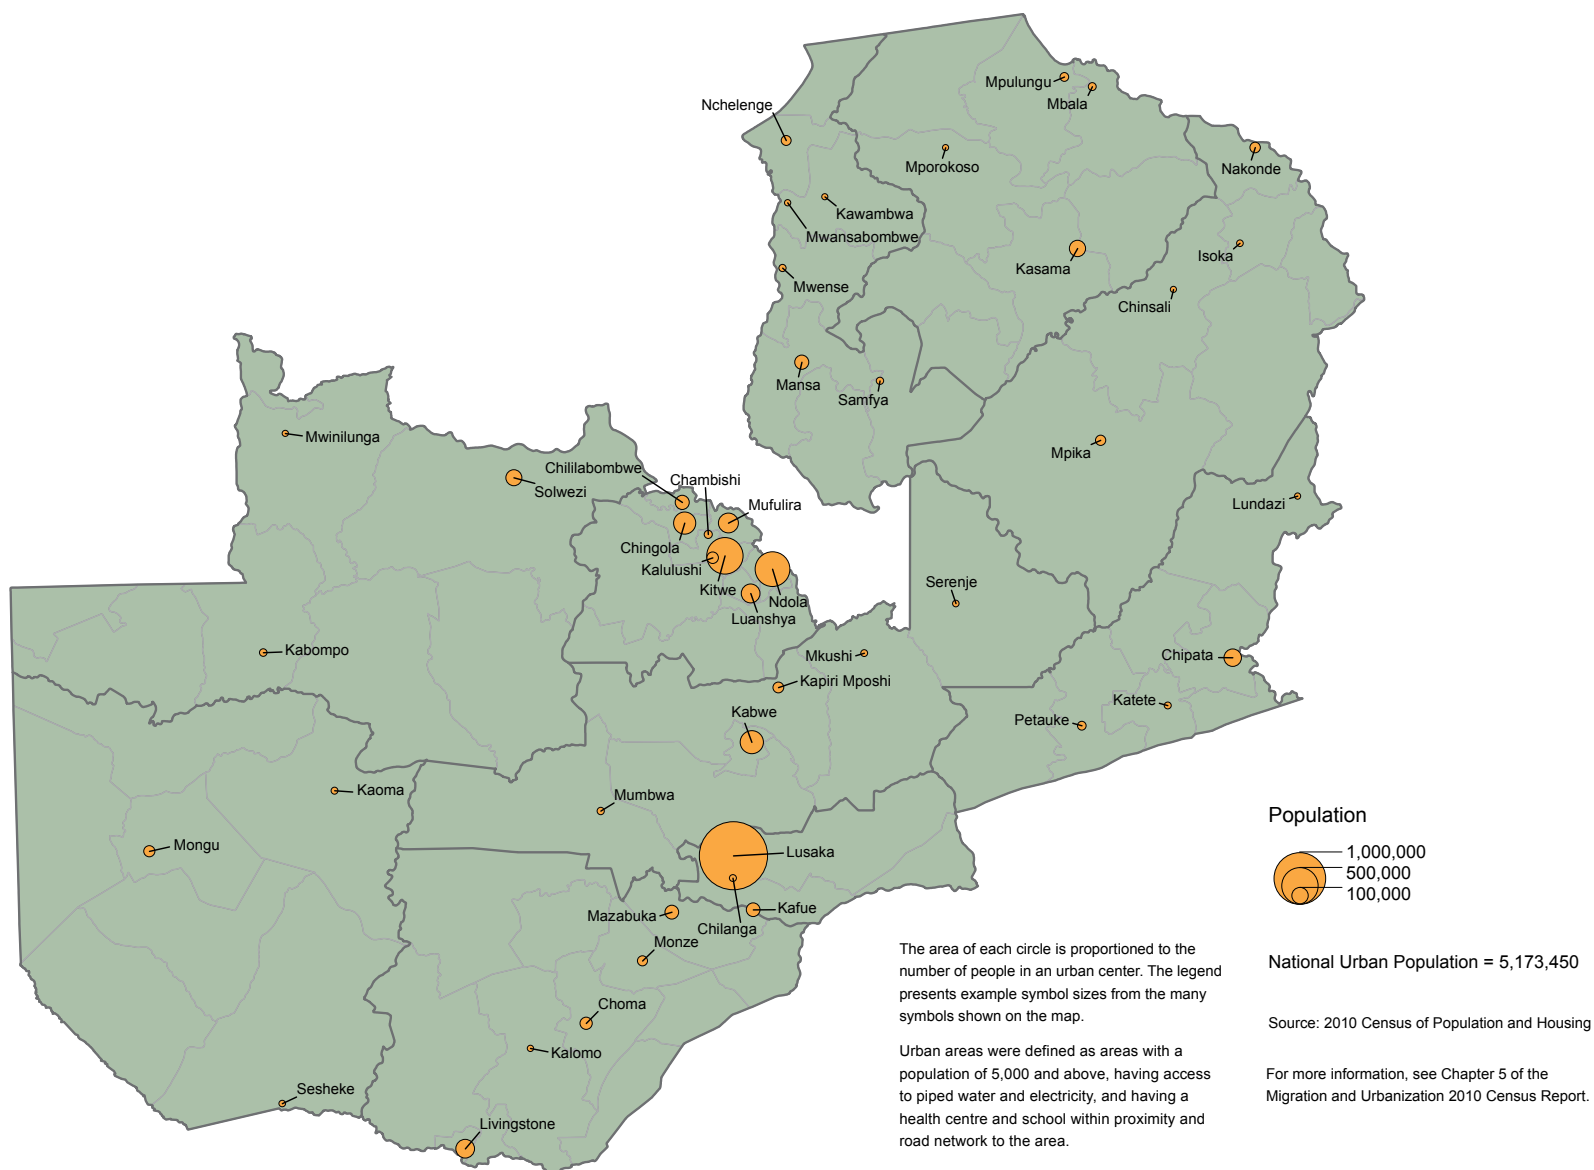 Mpulungu
Mbala
Nchelenge
Mporokoso
Nakonde
Kawambwa
Mwansabombwe
Isoka
Kasama
Mwense
Chinsali
Mansa
Samfya
Mwinilunga
Mpika
Chililabombwe
Chambishi
Solwezi
Mufulira
Lundazi
Chingola
Kalulushi
Kitwe
Ndola
Serenje
Luanshya
Kabompo
Mkushi
Chipata
Kapiri Mposhi
Katete
Kabwe
Petauke
Kaoma
Mumbwa
Mongu
Lusaka
Mazabuka
Kafue
Chilanga
Monze
Choma
Kalomo
Sesheke
Livingstone
Population
1,000,000
500,000
100,000
The area of each circle is proportioned to the
number of people in an urban center. The legend
presents example symbol sizes from the many
symbols shown on the map.
Urban areas were defined as areas with a
population of 5,000 and above, having access
to piped water and electricity, and having a
health centre and school within proximity and
road network to the area.
National Urban Population = 5,173,450
Source: 2010 Census of Population and Housing
For more information, see Chapter 5 of the
Migration and Urbanization 2010 Census Report.